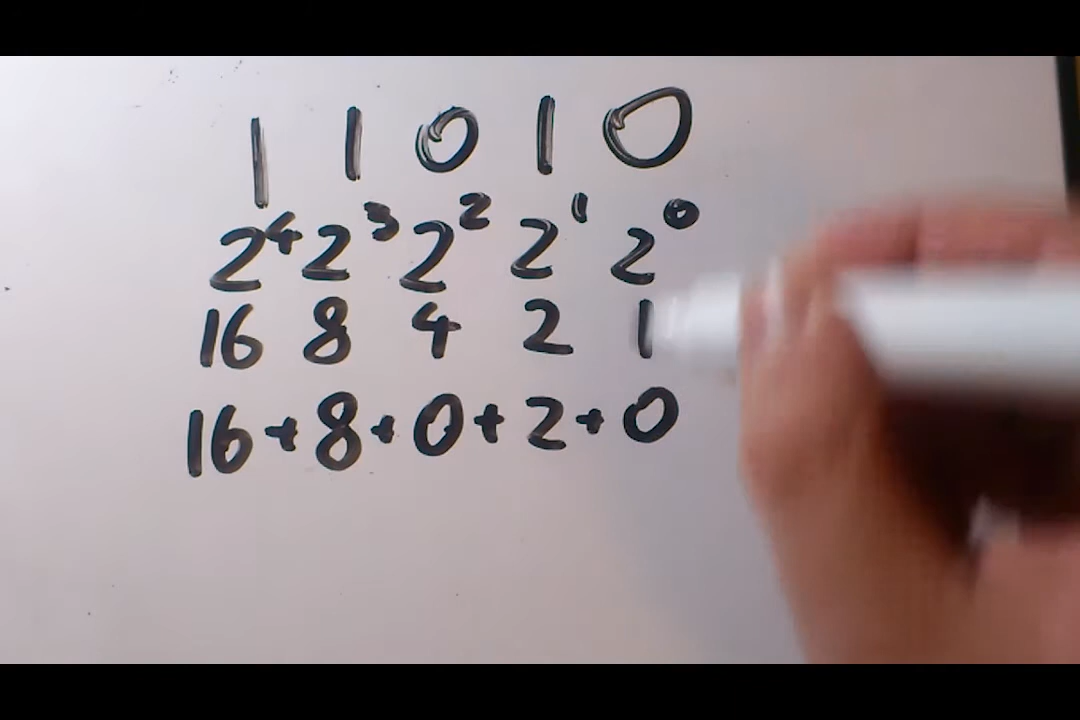 1 1 0 1 0
2⁴ 2³ 2² 2¹ 2⁰
16 8 4 2 1
16+8+0+2+0